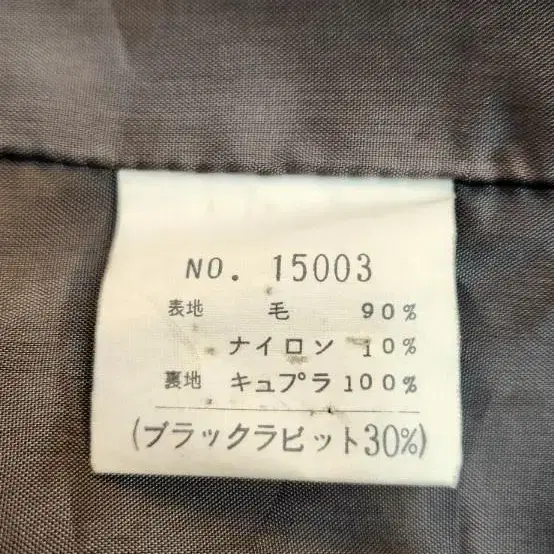 NO. 15003
表地 毛 90%
ナイロン 10%
裏地 キュプラ 100%
(ブラックラビット30%)